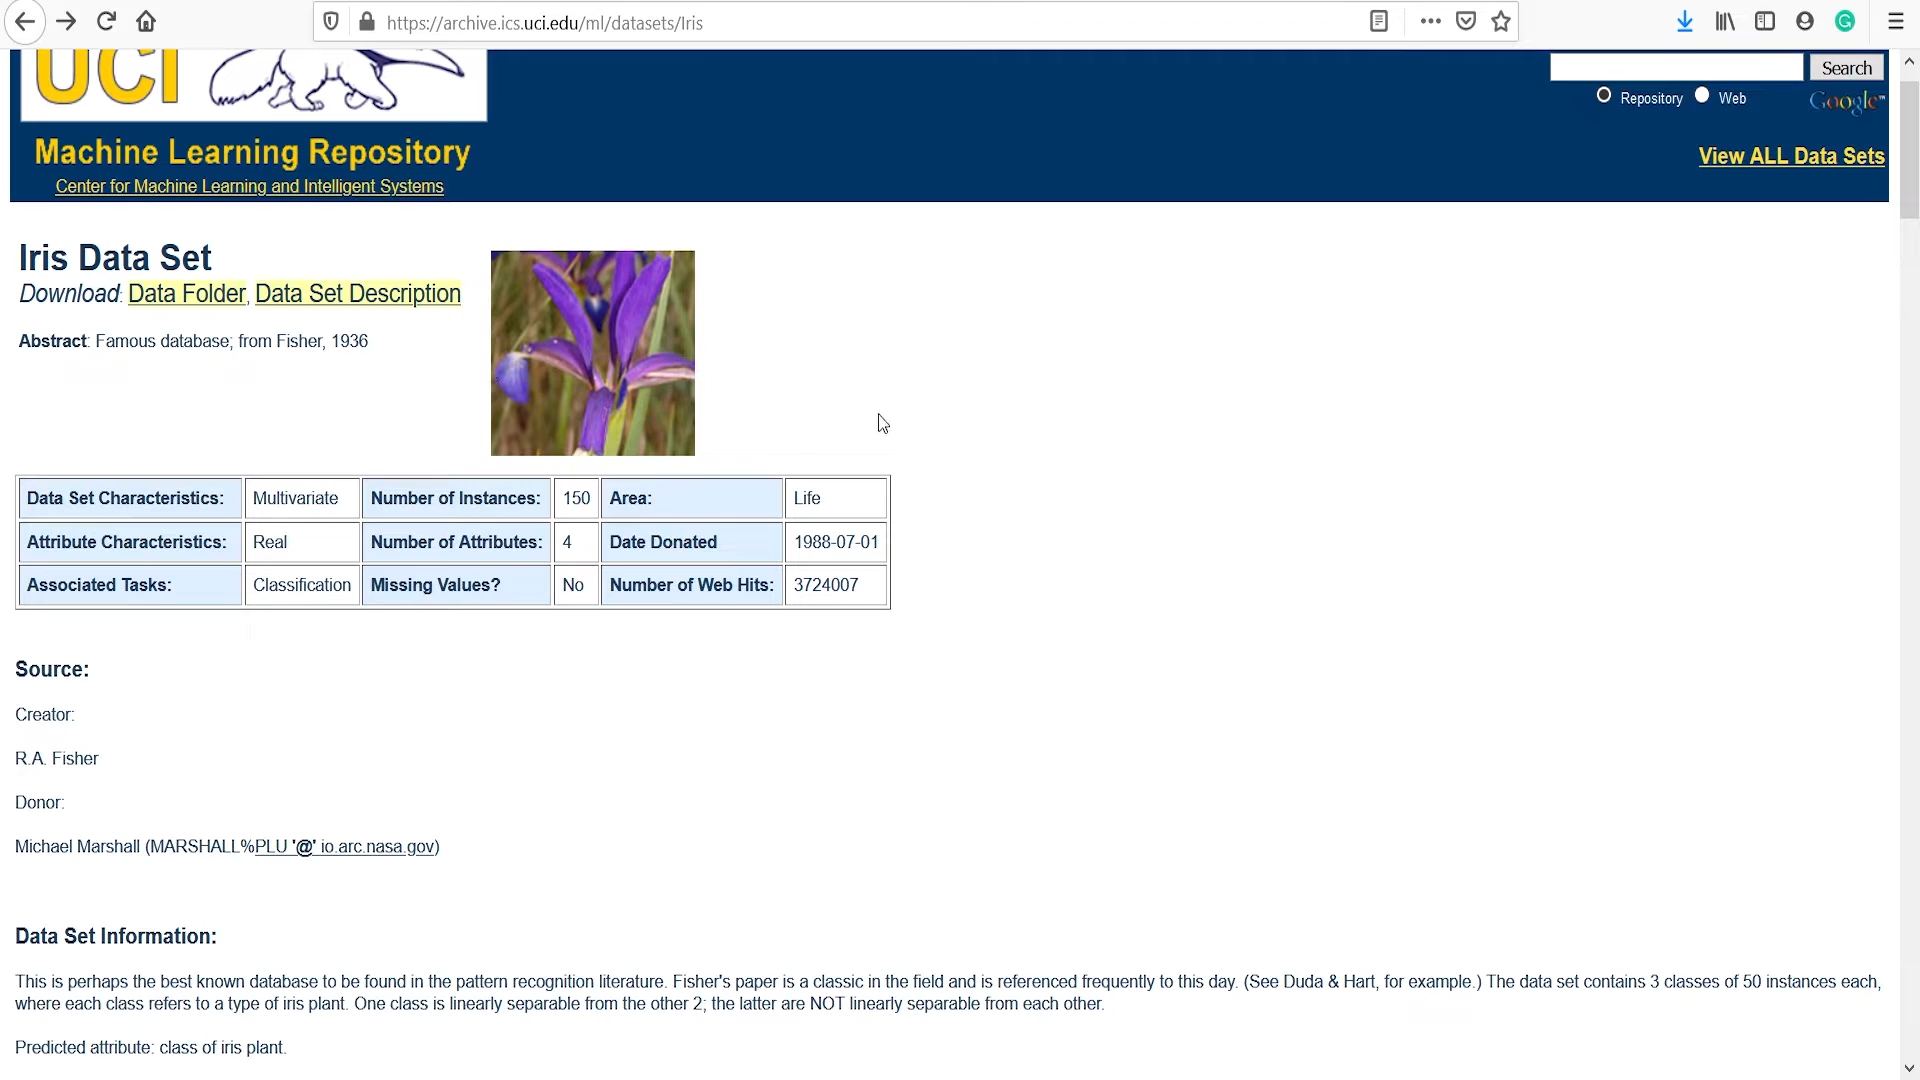 https://archive.ics.uci.edu/ml/datasets/Iris
UCI
Search
Repository Web
Google™
Machine Learning Repository
View ALL Data Sets
Center for Machine Learning and Intelligent Systems
Iris Data Set
Download: Data Folder, Data Set Description
Abstract: Famous database; from Fisher, 1936
Data Set Characteristics: Multivariate Number of Instances: 150 Area: Life
Attribute Characteristics: Real Number of Attributes: 4 Date Donated 1988-07-01
Associated Tasks: Classification Missing Values? No Number of Web Hits: 3724007
Source:
Creator:
R.A. Fisher
Donor:
Michael Marshall (MARSHALL%PLU '@' io.arc.nasa.gov)
Data Set Information:
This is perhaps the best known database to be found in the pattern recognition literature. Fisher's paper is a classic in the field and is referenced frequently to this day. (See Duda & Hart, for example.) The data set contains 3 classes of 50 instances each,
where each class refers to a type of iris plant. One class is linearly separable from the other 2; the latter are NOT linearly separable from each other.
Predicted attribute: class of iris plant.